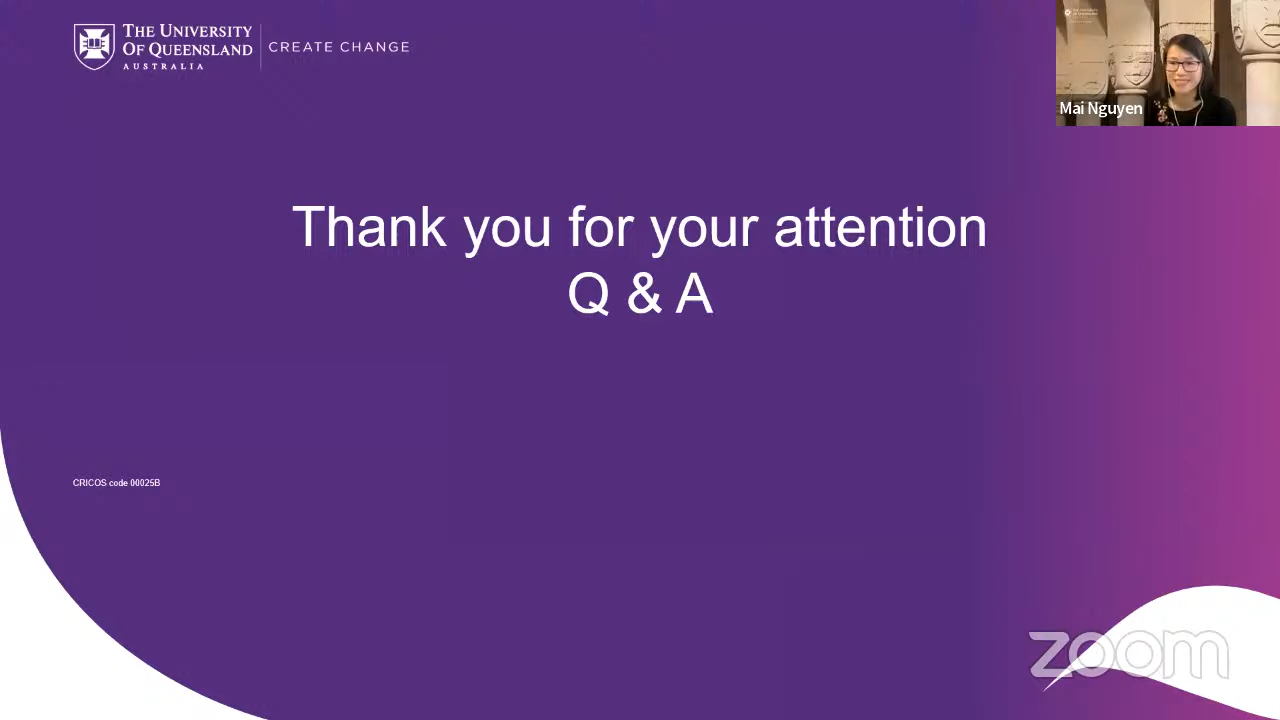 THE UNIVERSITY
OF QUEENSLAND
AUSTRALIA
CREATE CHANGE
Mai Nguyen
Thank you for your attention
Q & A
CRICOS code 00025B
zoom